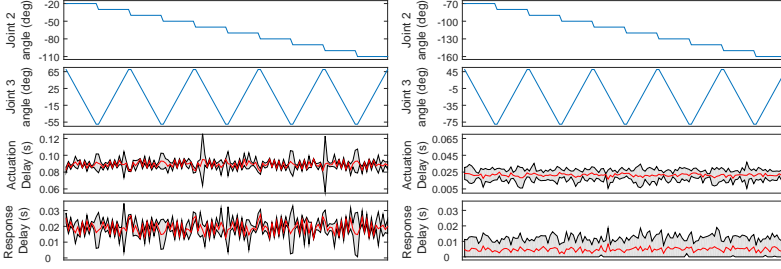 Joint 2
angle (deg)
-20
-50
-80
-110
Joint 3
angle (deg)
65
25
-15
-55
Actuation
Delay (s)
0.12
0.10
0.08
0.06
Response
Delay (s)
0.03
0.02
0.01
0
Joint 2
angle (deg)
-70
-100
-130
-160
Joint 3
angle (deg)
45
-5
-35
-75
Actuation
Delay (s)
0.065
0.045
0.025
0.005
Response
Delay (s)
0.03
0.02
0.01
0